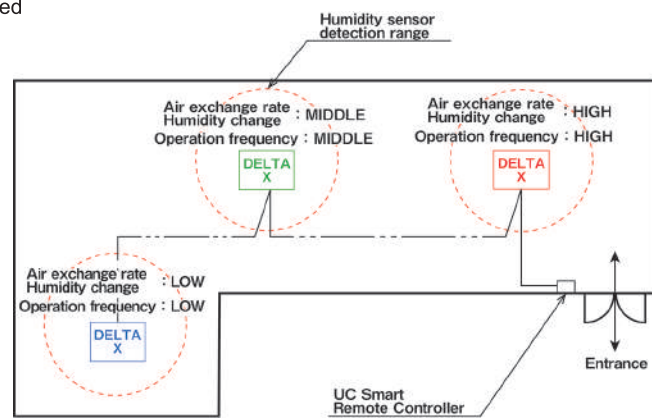 ed
Humidity sensor
detection range
Air exchange rate
Humidity change : MIDDLE
Operation frequency : MIDDLE
DELTA
X
Air exchange rate
Humidity change : HIGH
Operation frequency : HIGH
DELTA
X
Air exchange rate
Humidity change : LOW
Operation frequency : LOW
DELTA
X
Entrance
UC Smart
Remote Controller